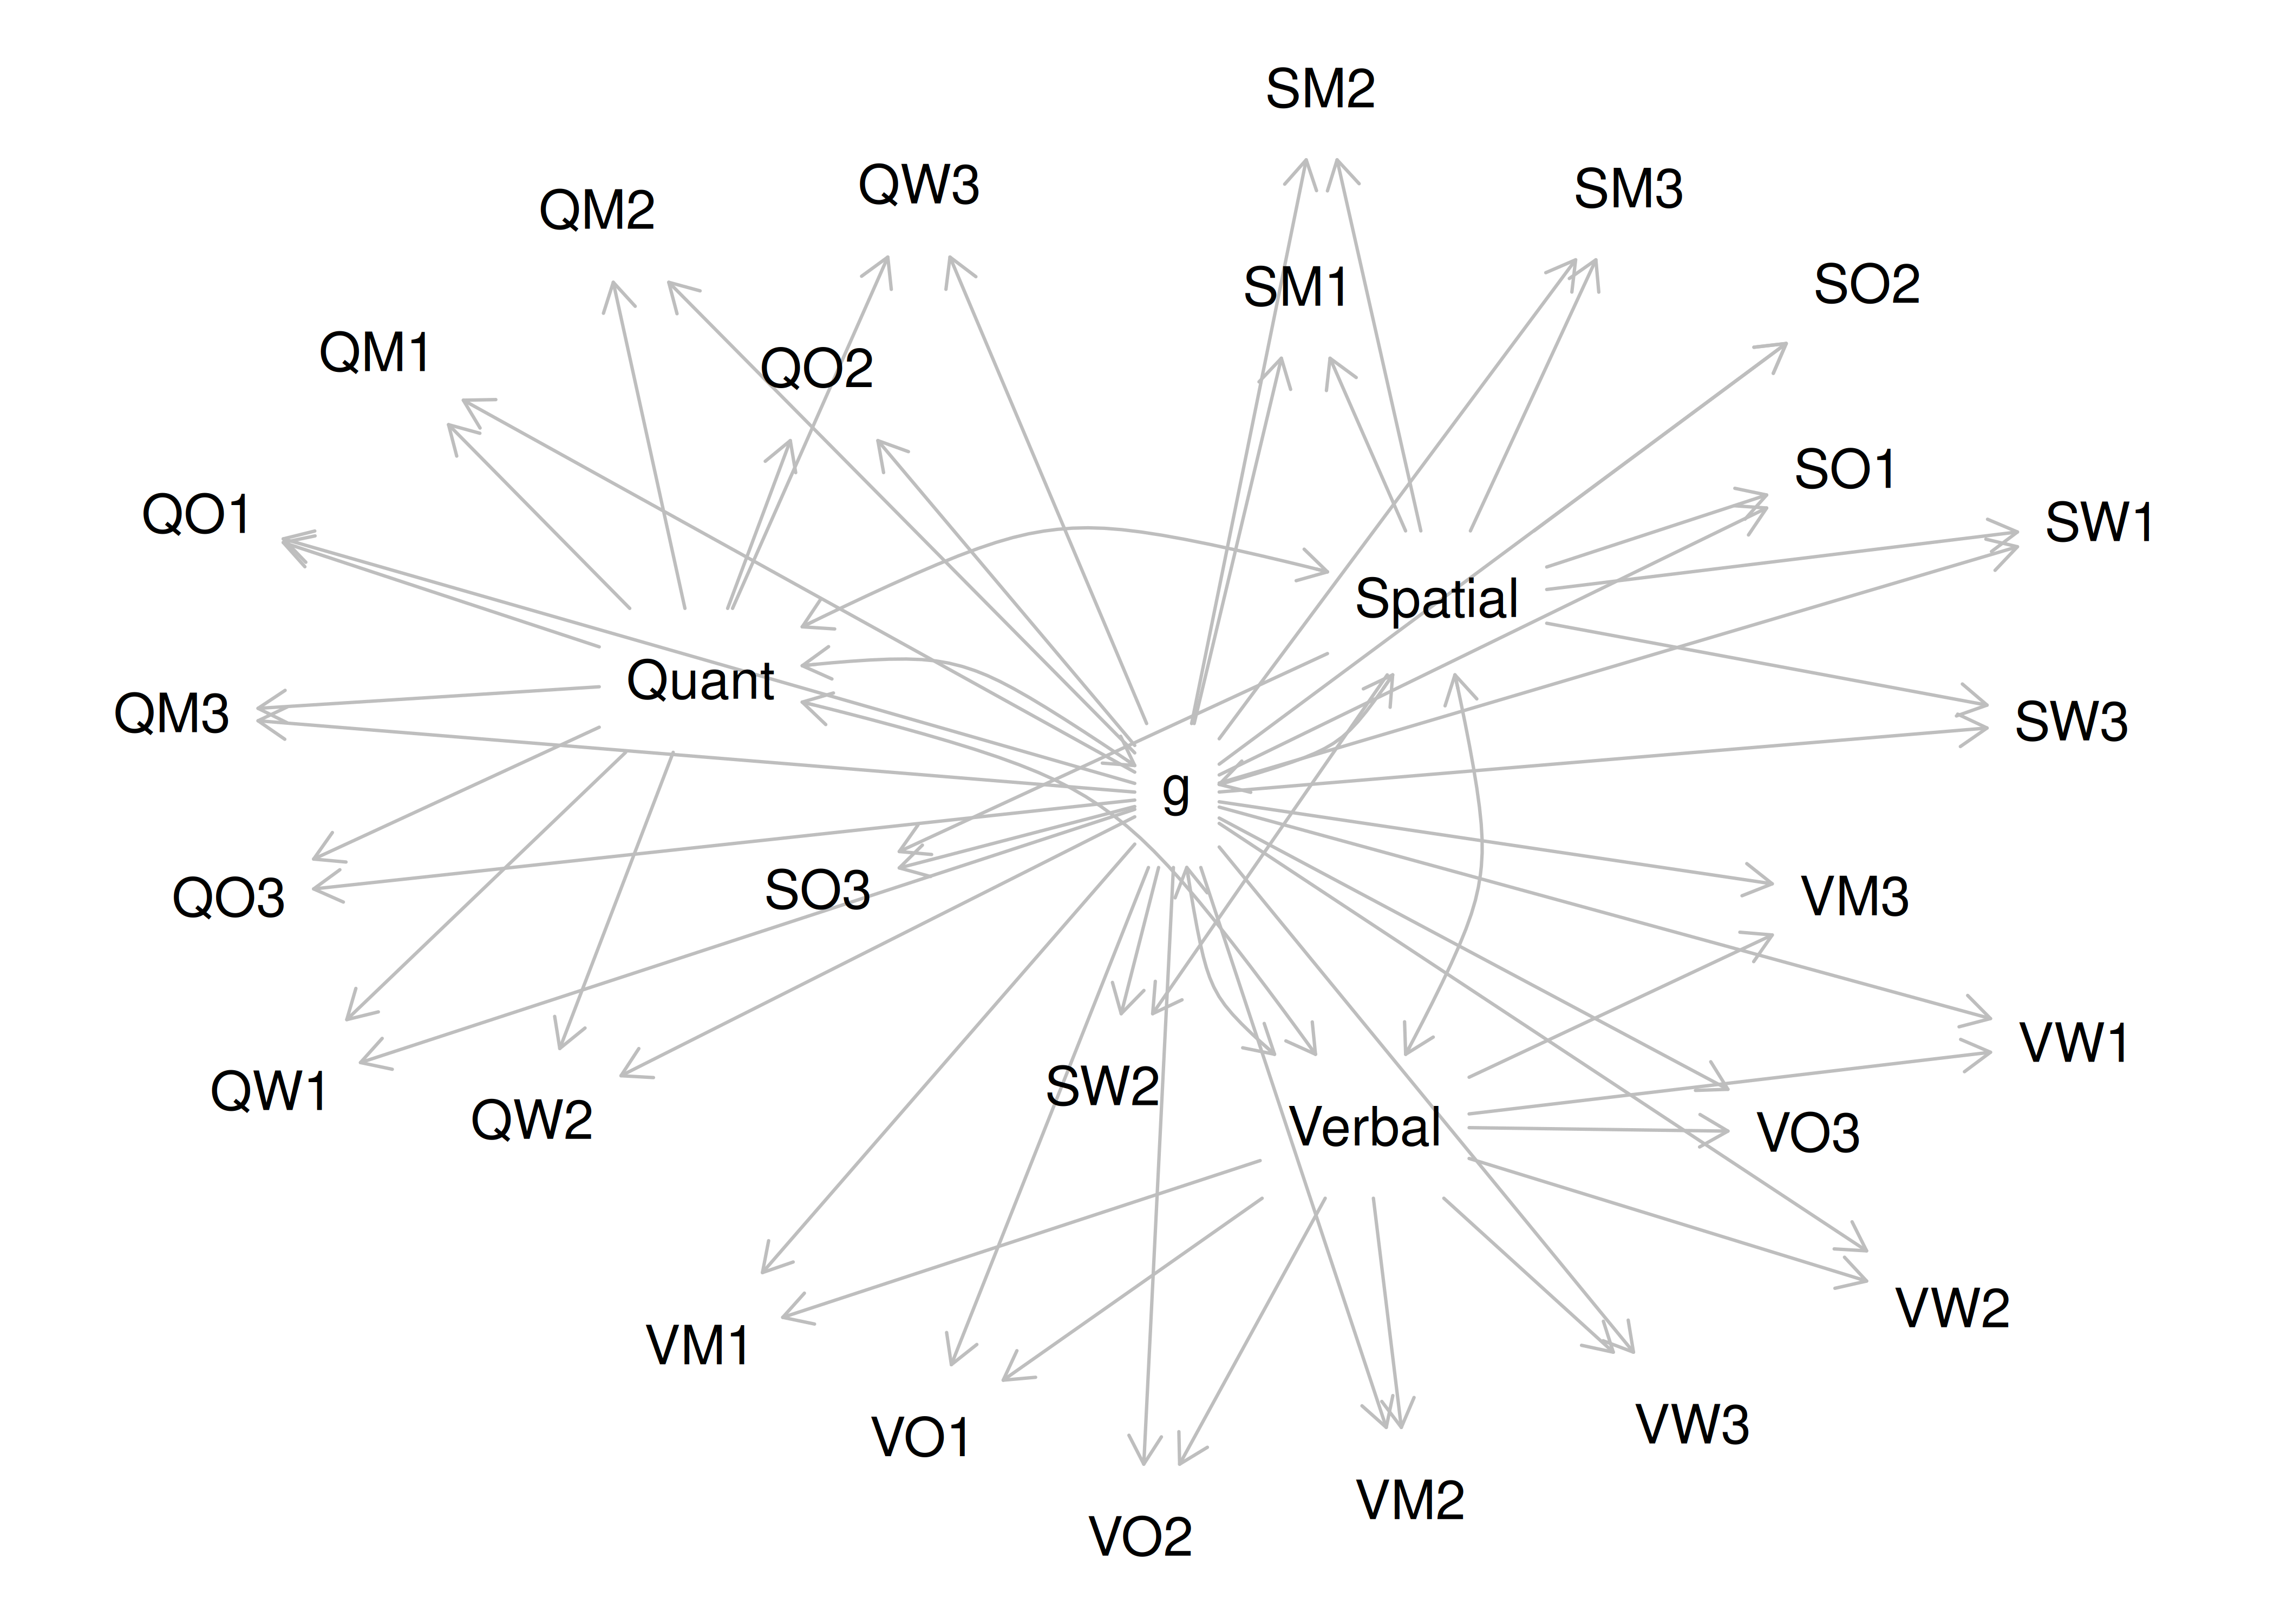 SM2
QW3
SM3
QM2
SM1
SO2
QM1
QO2
SO1
QO1
SW1
Spatial
Quant
QM3
SW3
g
SO3
QO3
VM3
VW1
SW2
QW1
QW2
Verbal
VO3
VW2
VM1
VW3
VO1
VM2
VO2